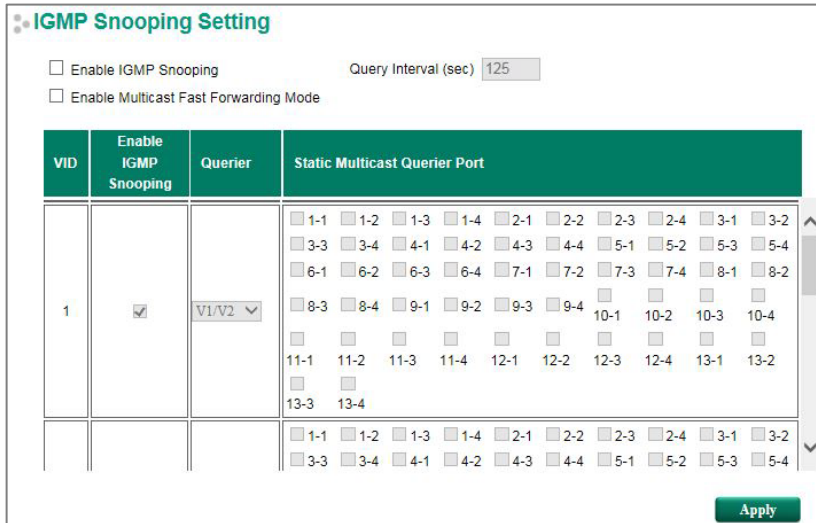 IGMP Snooping Setting
Enable IGMP Snooping Query Interval (sec) 125
Enable Multicast Fast Forwarding Mode
VID Enable IGMP Snooping Querier Static Multicast Querier Port
1-1 1-2 1-3 1-4 2-1 2-2 2-3 2-4 3-1 3-2
3-3 3-4 4-1 4-2 4-3 4-4 5-1 5-2 5-3 5-4
6-1 6-2 6-3 6-4 7-1 7-2 7-3 7-4 8-1 8-2
1 V1/V2 8-3 8-4 9-1 9-2 9-3 9-4 10-1 10-2 10-3 10-4
11-1 11-2 11-3 11-4 12-1 12-2 12-3 12-4 13-1 13-2
13-3 13-4
1-1 1-2 1-3 1-4 2-1 2-2 2-3 2-4 3-1 3-2
3-3 3-4 4-1 4-2 4-3 4-4 5-1 5-2 5-3 5-4
Apply